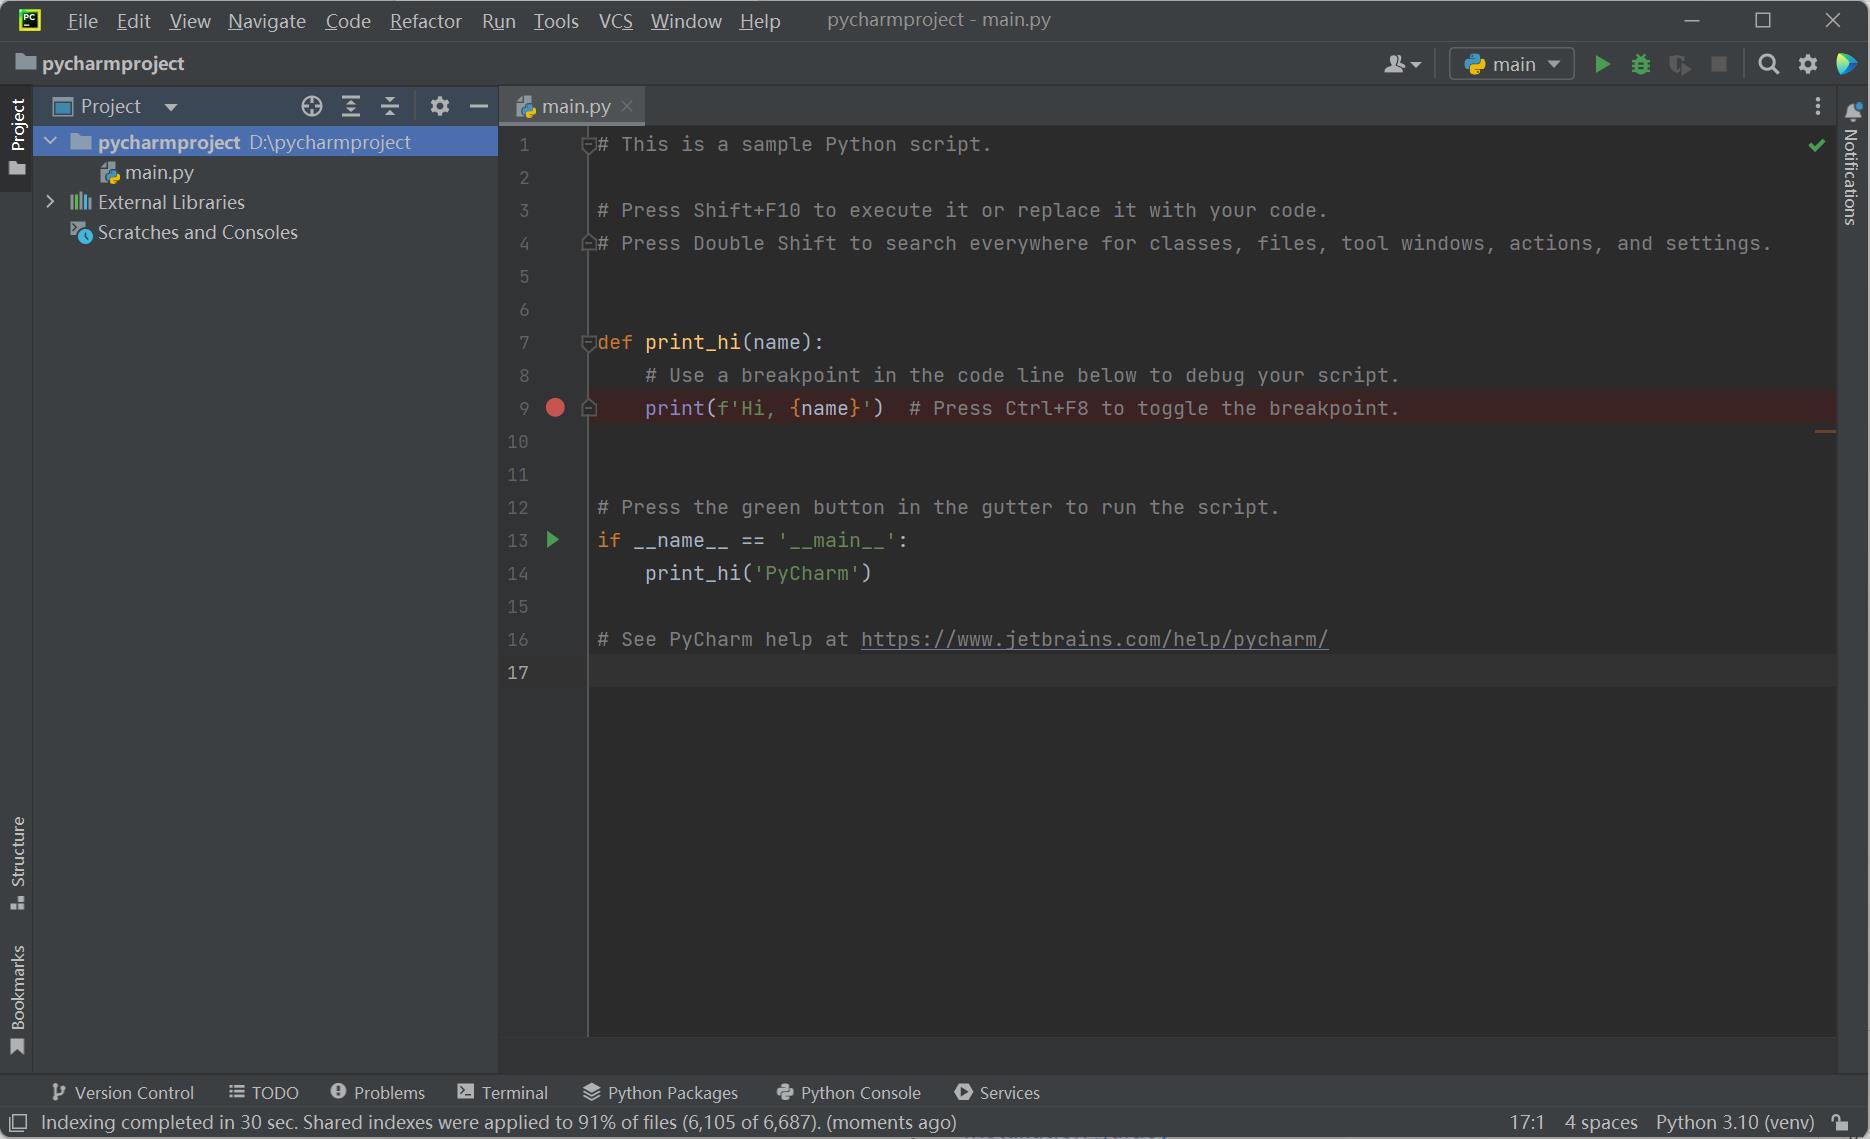 PC File Edit View Navigate Code Refactor Run Tools VCS Window Help pycharmproject - main.py
pycharmproject main
Project
Project
main.py
pycharmproject D:\pycharmproject
main.py
External Libraries
Scratches and Consoles
1 # This is a sample Python script.
2
3 # Press Shift+F10 to execute it or replace it with your code.
4 # Press Double Shift to search everywhere for classes, files, tool windows, actions, and settings.
5
6
7 def print_hi(name):
8 # Use a breakpoint in the code line below to debug your script.
9 print(f'Hi, {name}') # Press Ctrl+F8 to toggle the breakpoint.
10
11
12 # Press the green button in the gutter to run the script.
13 if __name__ == '__main__':
14 print_hi('PyCharm')
15
16 # See PyCharm help at https://www.jetbrains.com/help/pycharm/
17
Notifications
Structure
Bookmarks
Version Control TODO Problems Terminal Python Packages Python Console Services
Indexing completed in 30 sec. Shared indexes were applied to 91% of files (6,105 of 6,687). (moments ago) 17:1 4 spaces Python 3.10 (venv)